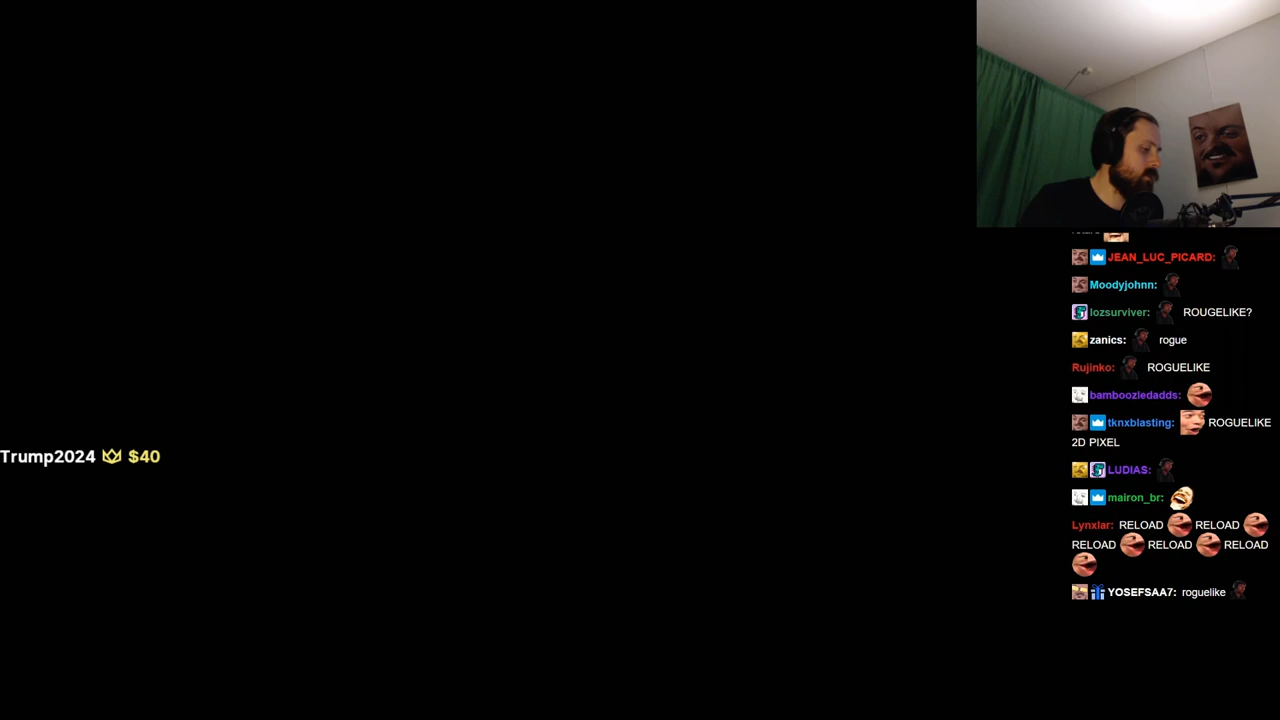 JEAN_LUC_PICARD:
Moodyjohnn:
lozsurviver: ROUGELIKE?
zanics: rogue
Rujinko: ROGUELIKE
bamboozledadds:
tknxblasting: ROGUELIKE
2D PIXEL
Trump2024 $40
LUDIAS:
mairon_br:
Lynxlar: RELOAD RELOAD
RELOAD RELOAD RELOAD
YOSEFSAA7: roguelike